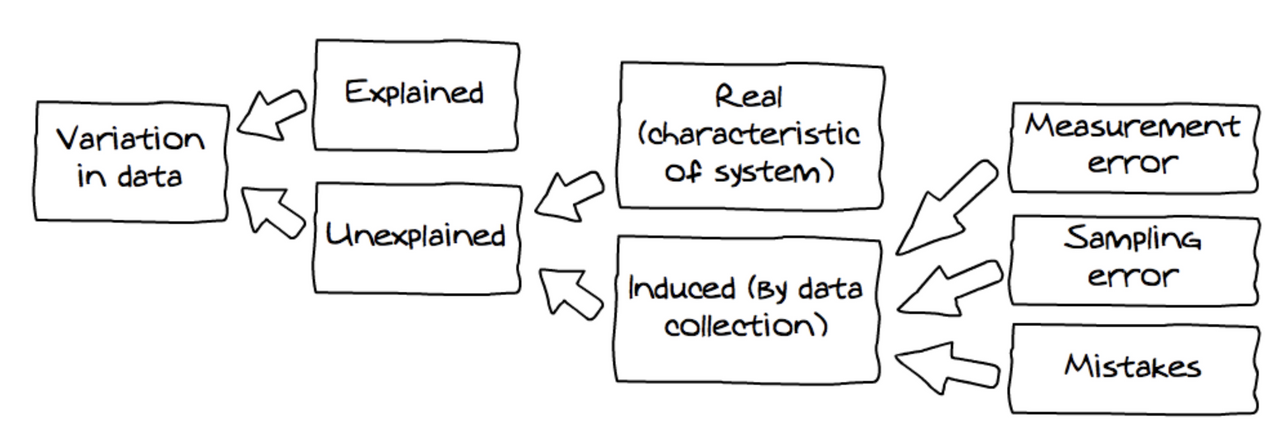 Variation
in data
Explained
Unexplained
Real
(characteristic
of system)
Induced (By data
collection)
Measurement
error
Sampling
error
Mistakes